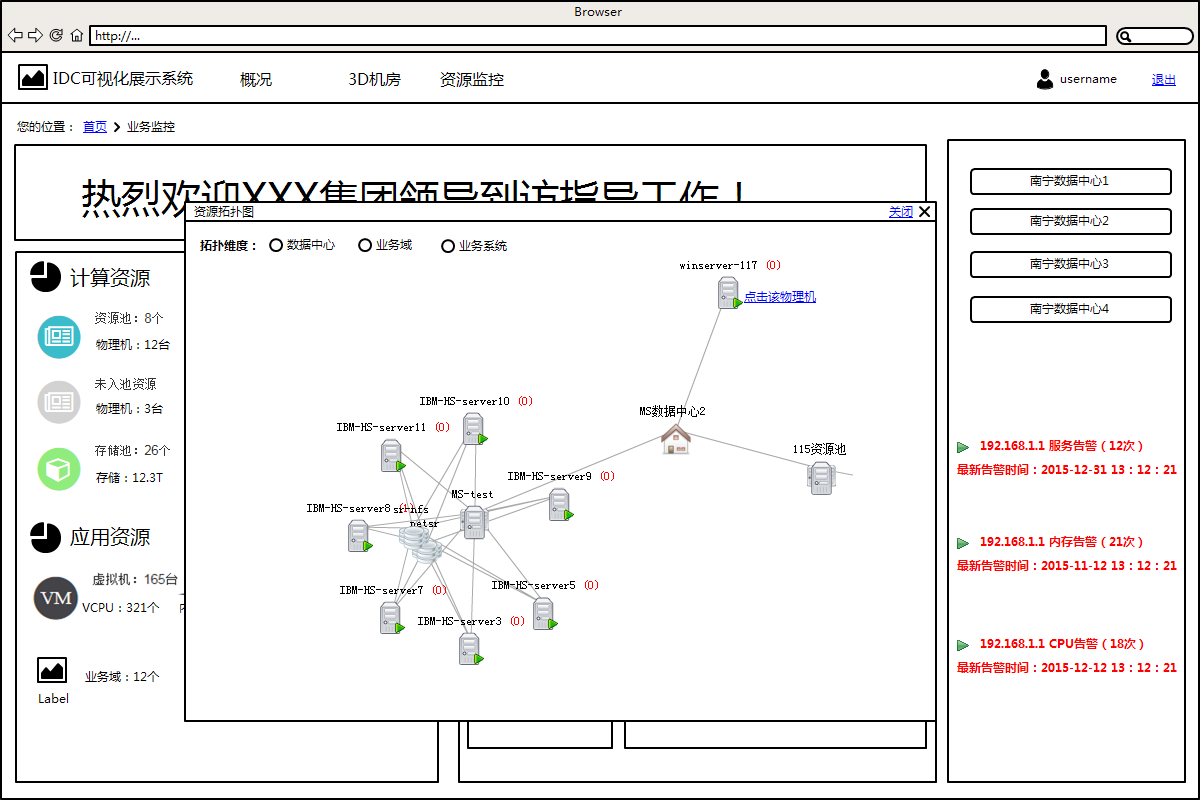 Browser
http://...
IDC可视化展示系统 概况 3D机房 资源监控 username 退出
您的位置： 首页 业务监控
热烈欢迎XXX集团领导到访指导工作！
资源拓扑图 关闭
拓扑维度： 数据中心 业务域 业务系统
winserver-117 (0)
点击该物理机
IBM-HS-server10 (0)
MS数据中心2
IBM-HS-server11 (0)
115资源池
IBM-HS-server9 (0)
MS-test
IBM-HS-server8
IBM-HS-server5 (0)
IBM-HS-server7 (0)
IBM-HS-server3 (0)
计算资源
资源池：8个
物理机：12台
未入池资源
物理机：3台
存储池：26个
存储：12.3T
应用资源
VM
虚拟机：165台
VCPU：321个
业务域：12个
Label
南宁数据中心1
南宁数据中心2
南宁数据中心3
南宁数据中心4
192.168.1.1 服务告警（12次）
最新告警时间：2015-12-31 13：12：21
192.168.1.1 内存告警（21次）
最新告警时间：2015-11-12 13：12：21
192.168.1.1 CPU告警（18次）
最新告警时间：2015-12-12 13：12：21